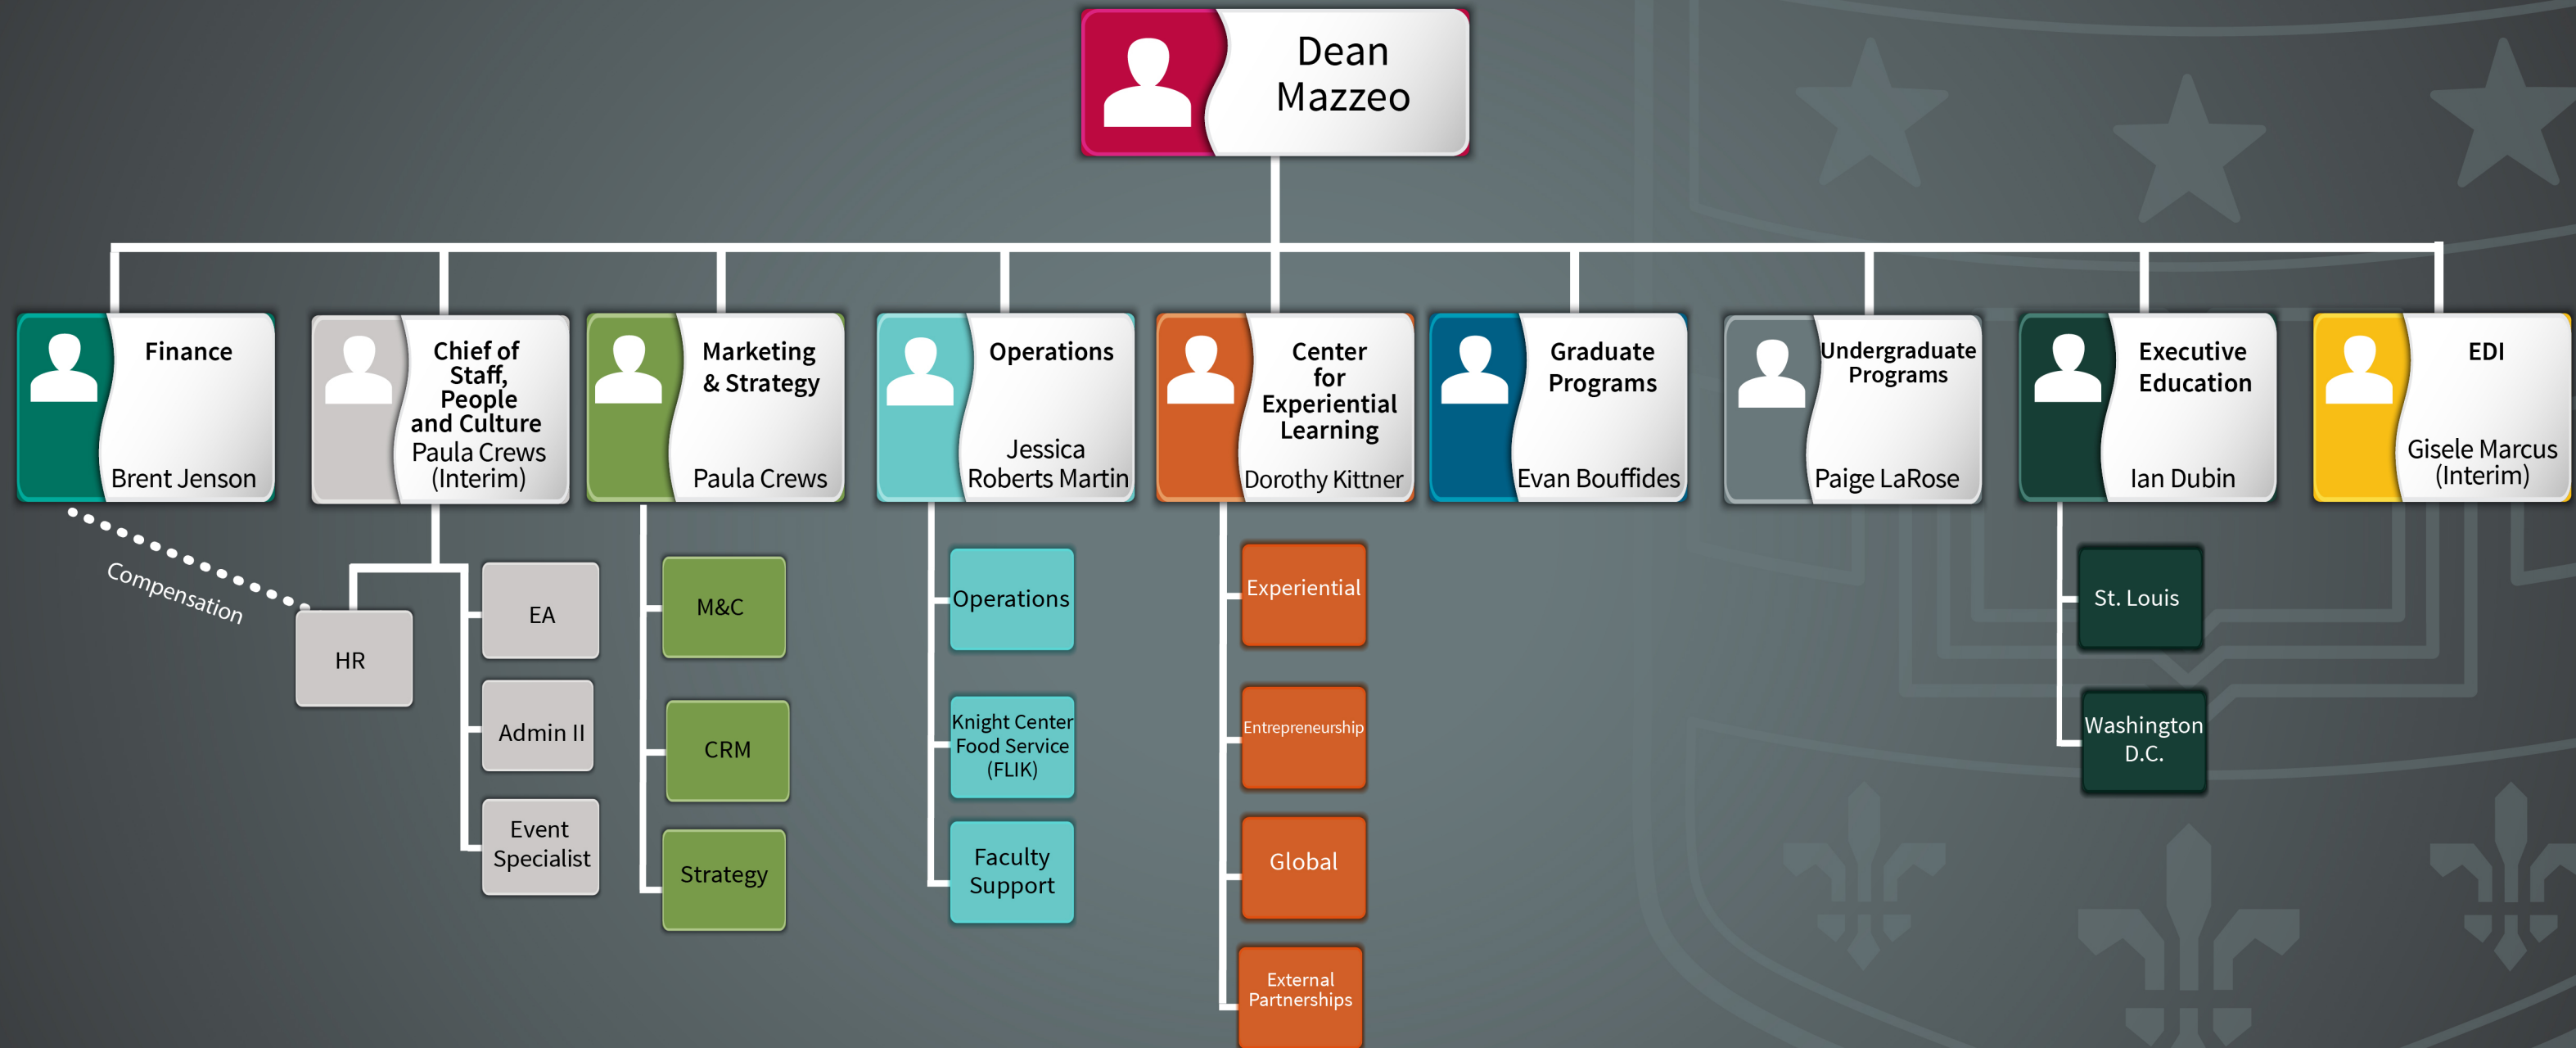 Dean
Mazzeo
Finance
Brent Jenson
Chief of
Staff,
People
and Culture
Paula Crews
(Interim)
Marketing
& Strategy
Paula Crews
Operations
Jessica
Roberts Martin
Center
for
Experiential
Learning
Dorothy Kittner
Graduate
Programs
Evan Bouffides
Undergraduate
Programs
Paige LaRose
Executive
Education
Ian Dubin
EDI
Gisele Marcus
(Interim)
Compensation
HR
EA
Admin II
Event
Specialist
M&C
CRM
Strategy
Operations
Knight Center
Food Service
(FLIK)
Faculty
Support
Experiential
Entrepreneurship
Global
External
Partnerships
St. Louis
Washington
D.C.